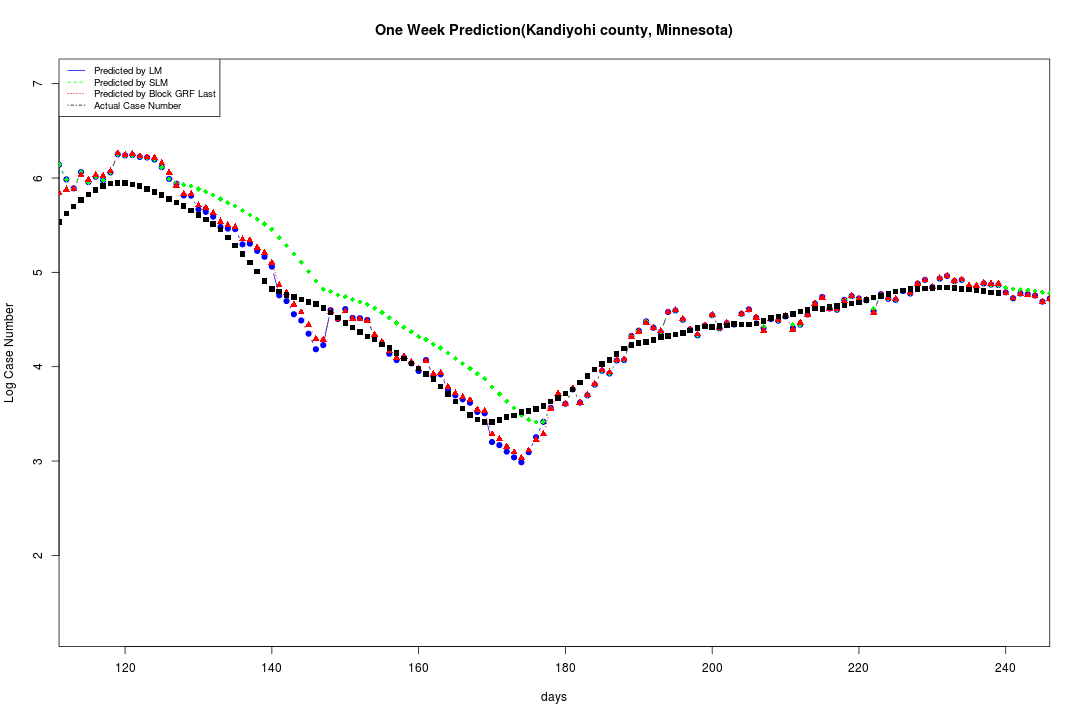 One Week Prediction(Kandiyohi county, Minnesota)
Predicted by LM
Predicted by SLM
Predicted by Block GRF Last
Actual Case Number
7
6
5
4
3
2
Log Case Number
120 140 160 180 200 220 240
days